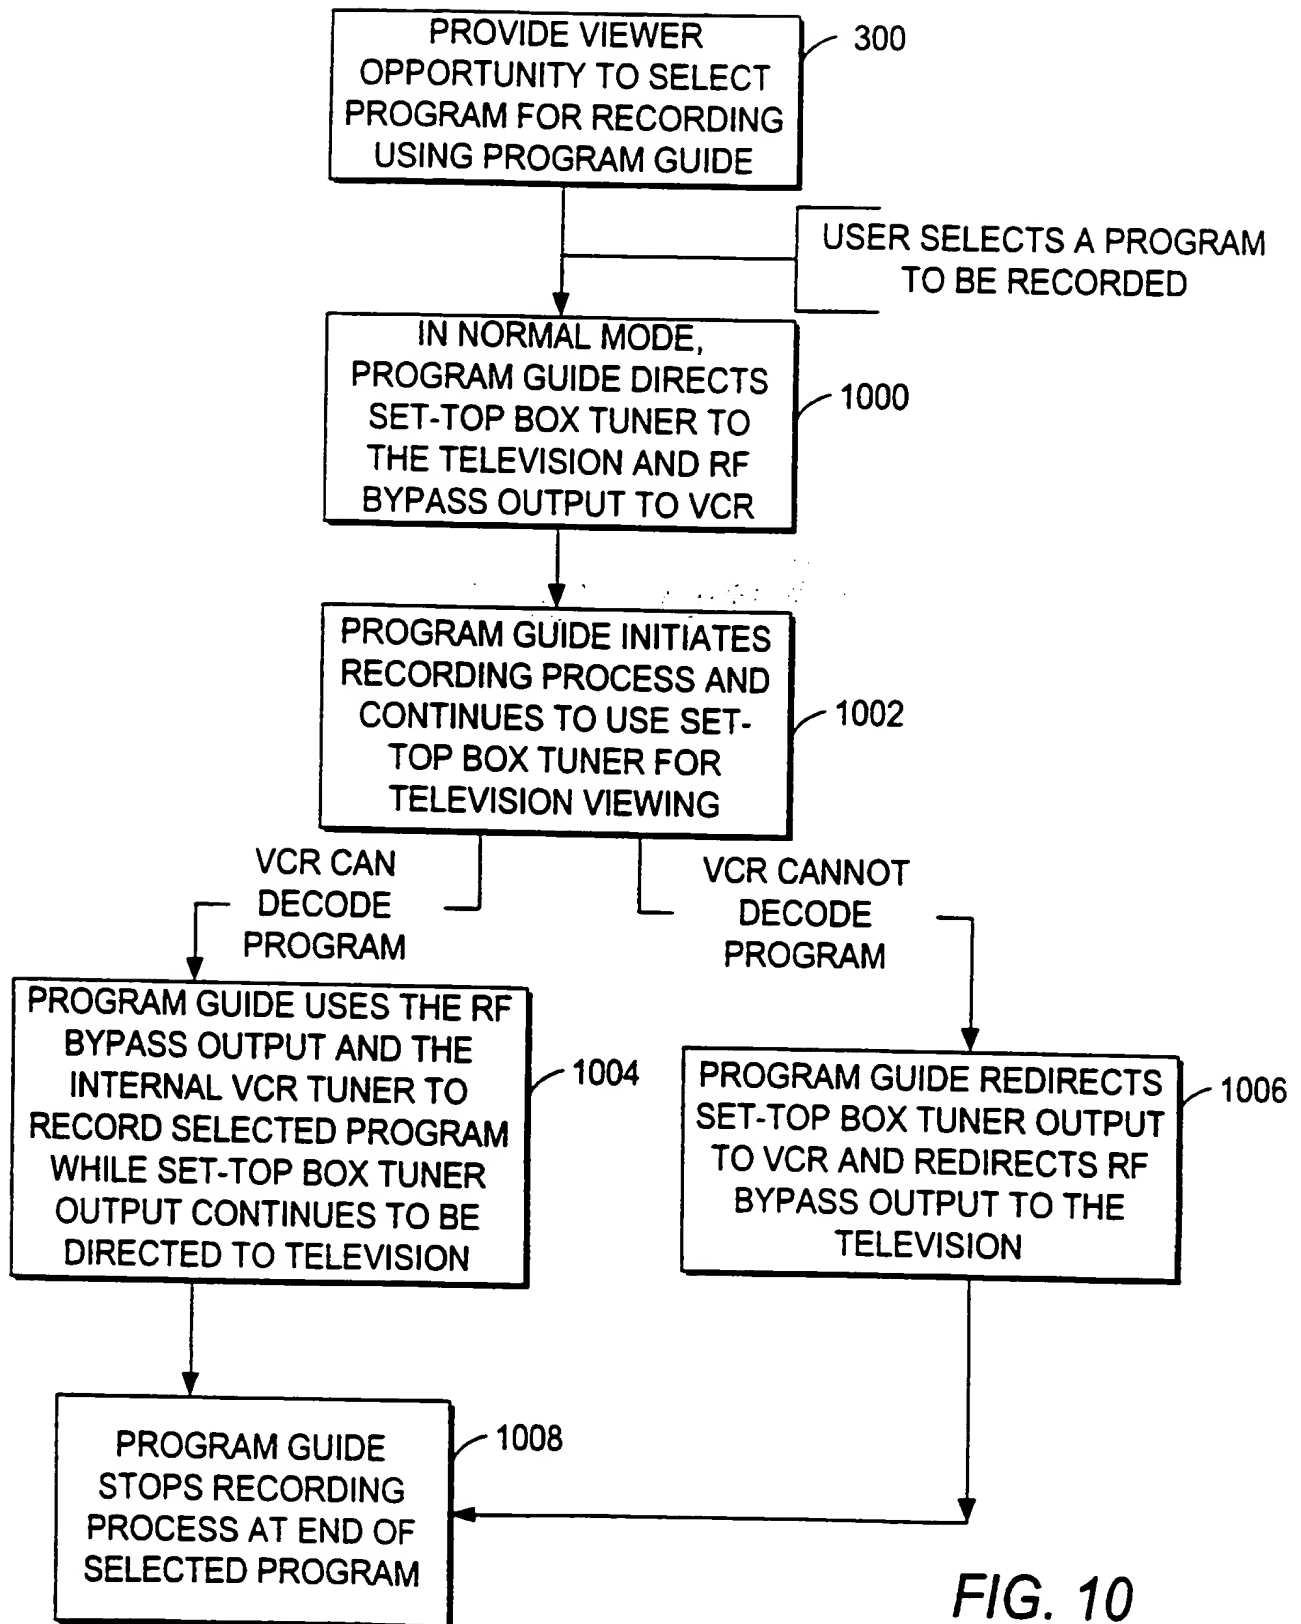 PROVIDE VIEWER
OPPORTUNITY TO SELECT
PROGRAM FOR RECORDING
USING PROGRAM GUIDE
300
USER SELECTS A PROGRAM
TO BE RECORDED
IN NORMAL MODE,
PROGRAM GUIDE DIRECTS
SET-TOP BOX TUNER TO
THE TELEVISION AND RF
BYPASS OUTPUT TO VCR
1000
PROGRAM GUIDE INITIATES
RECORDING PROCESS AND
CONTINUES TO USE SET-
TOP BOX TUNER FOR
TELEVISION VIEWING
1002
VCR CAN
DECODE
PROGRAM
VCR CANNOT
DECODE
PROGRAM
PROGRAM GUIDE USES THE RF
BYPASS OUTPUT AND THE
INTERNAL VCR TUNER TO
RECORD SELECTED PROGRAM
WHILE SET-TOP BOX TUNER
OUTPUT CONTINUES TO BE
DIRECTED TO TELEVISION
1004
PROGRAM GUIDE REDIRECTS
SET-TOP BOX TUNER OUTPUT
TO VCR AND REDIRECTS RF
BYPASS OUTPUT TO THE
TELEVISION
1006
PROGRAM GUIDE
STOPS RECORDING
PROCESS AT END OF
SELECTED PROGRAM
1008
FIG. 10